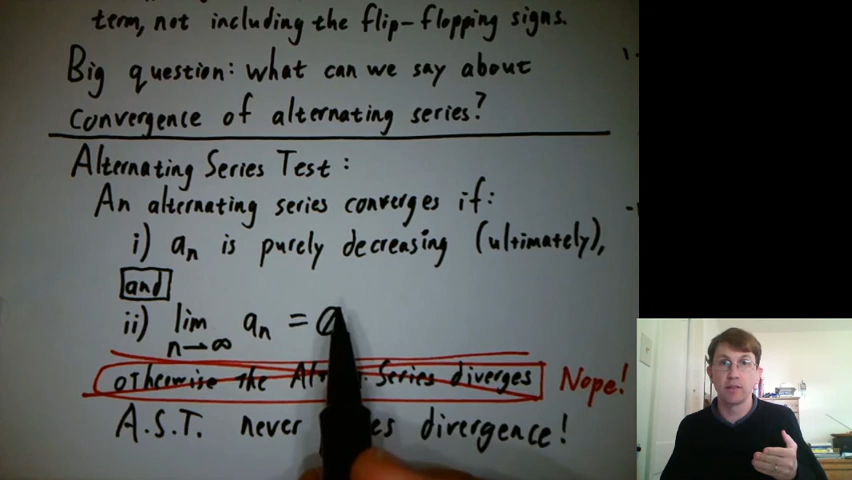 term, not including the flip-flopping signs.
Big question: what can we say about
convergence of alternating series?
Alternating Series Test:
An alternating series converges if:
i) aₙ is purely decreasing (ultimately),
and
ii) lim aₙ =
n→∞
otherwise the Series diverges Nope!
A.S.T. never divergence!